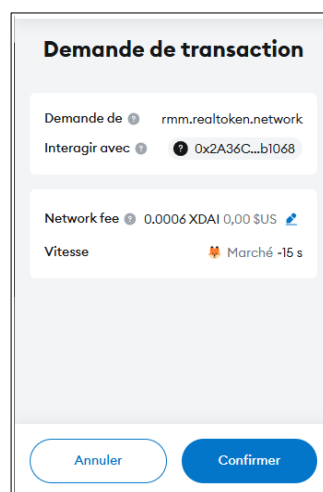 Demande de transaction
Demande de ? rmm.realtoken.network
Interagir avec ? ? 0x2A36C...b1068
Network fee ? 0.0006 XDAI 0,00 $US
Vitesse Marché ~15 s
Annuler Confirmer